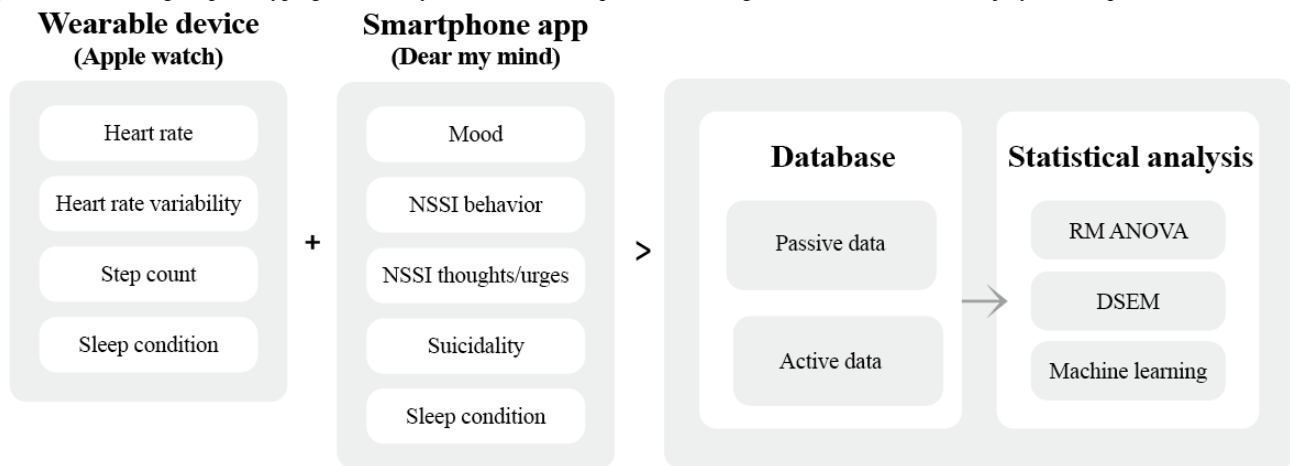 Wearable device
(Apple watch)
Heart rate
Heart rate variability
Step count
Sleep condition
+
Smartphone app
(Dear my mind)
Mood
NSSI behavior
NSSI thoughts/urges
Suicidality
Sleep condition
>
Database
Passive data
Active data
Statistical analysis
RM ANOVA
DSEM
Machine learning